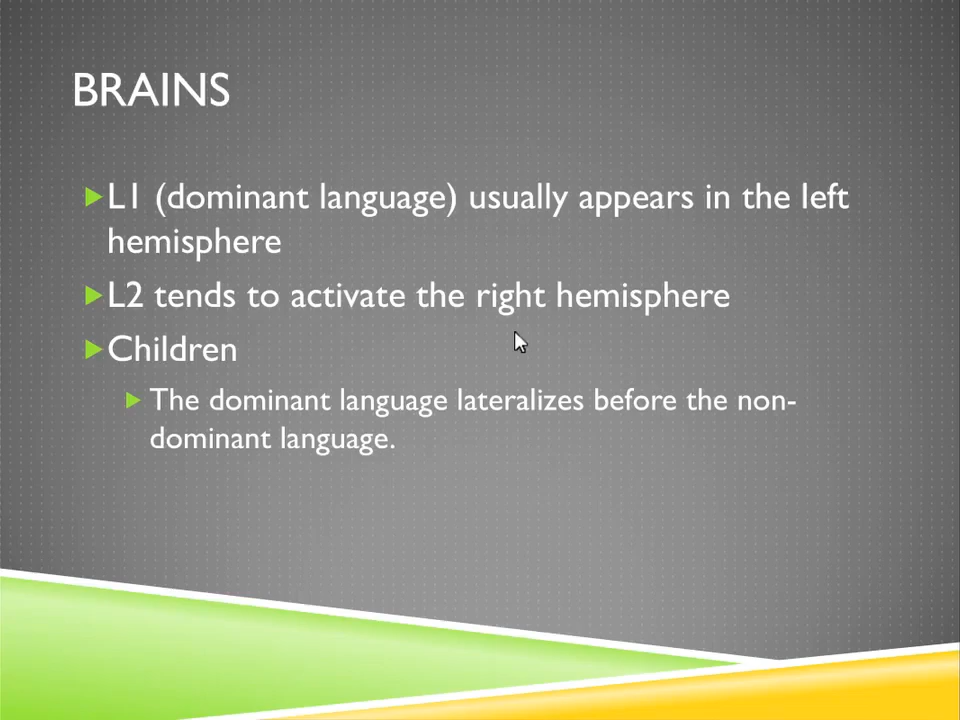 BRAINS
L1 (dominant language) usually appears in the left
hemisphere
L2 tends to activate the right hemisphere
Children
The dominant language lateralizes before the non-
dominant language.